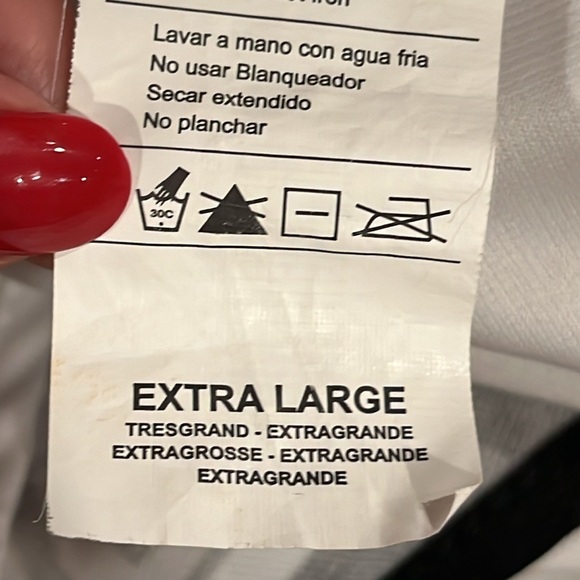 Lavar a mano con agua fria
No usar Blanqueador
Secar extendido
No planchar
30C
EXTRA LARGE
TRESGRAND - EXTRAGRANDE
EXTRAGROSSE - EXTRAGRANDE
EXTRAGRANDE